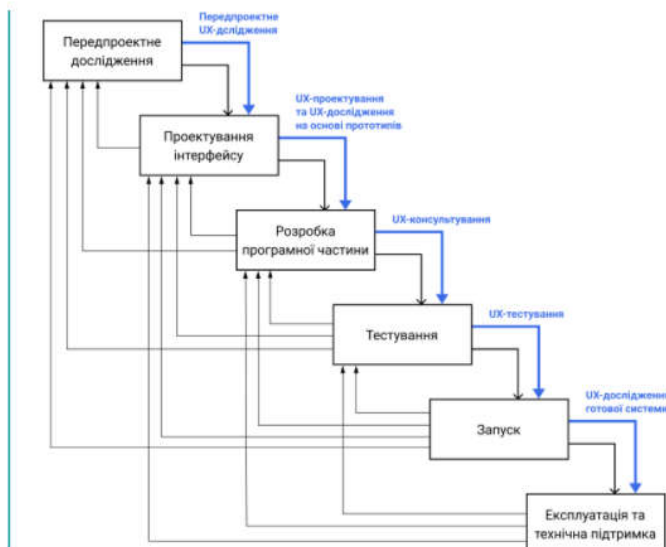 Передпроектне
UX-дслідження
Передпроектне
дослідження
UX-проектування
та UX-дослідження
на основі прототипів
Проектування
інтерфейсу
UX-консультування
Розробка
програмної частини
UX-тестування
Тестування
UX-дослідження
готової системи
Запуск
Експлуатація та
технічна підтримка